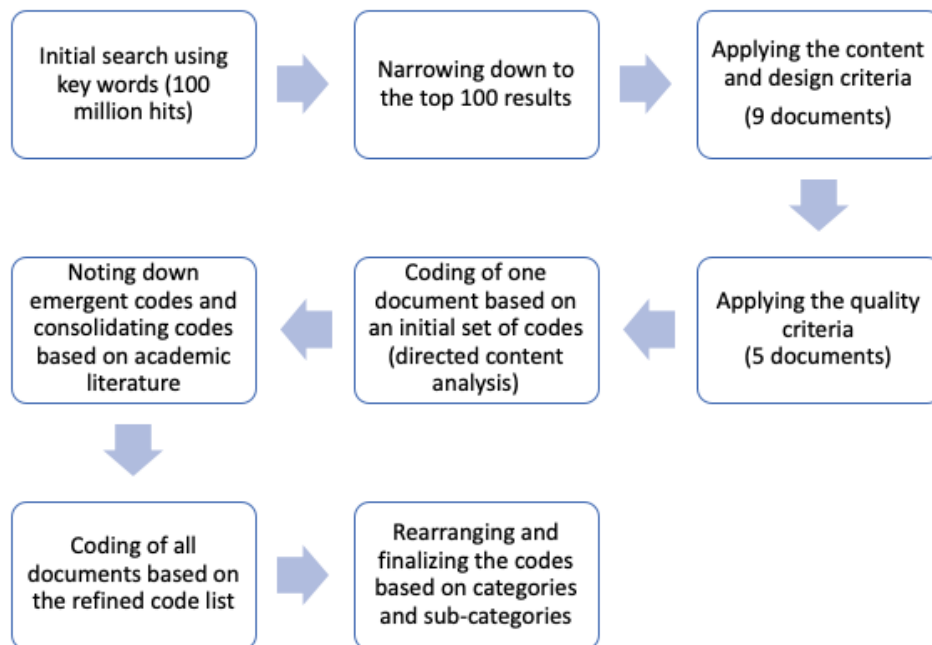 Initial search using
key words (100
million hits)
Narrowing down to
the top 100 results
Applying the content
and design criteria
(9 documents)
Applying the quality
criteria
(5 documents)
Coding of one
document based on
an initial set of codes
(directed content
analysis)
Noting down
emergent codes and
consolidating codes
based on academic
literature
Coding of all
documents based on
the refined code list
Rearranging and
finalizing the codes
based on categories
and sub-categories